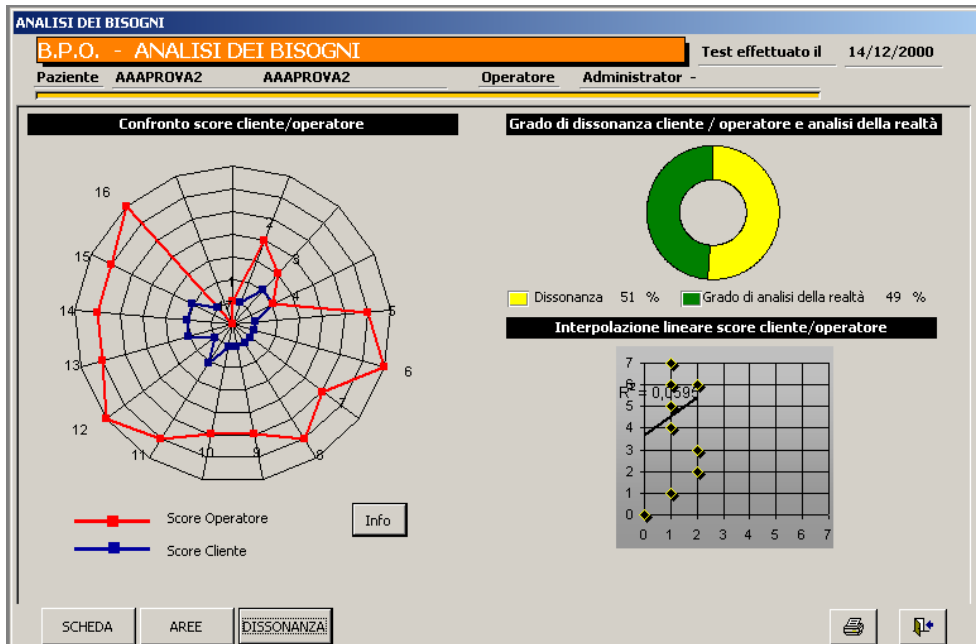 ANALISI DEI BISOGNI
B.P.O. - ANALISI DEI BISOGNI
Test effettuato il 14/12/2000
Paziente AAAPROVA2 AAAPROVA2 Operatore Administrator -
Confronto score cliente/operatore
1
2
3
4
5
6
7
8
9
10
11
12
13
14
15
16
Score Operatore
Score Cliente
Info
Grado di dissonanza cliente / operatore e analisi della realtà
Dissonanza 51 % Grado di analisi della realtà 49 %
Interpolazione lineare score cliente/operatore
7
6
R² = 0,0595
5
4
3
2
1
0
0 1 2 3 4 5 6 7
SCHEDA AREE DISSONANZA